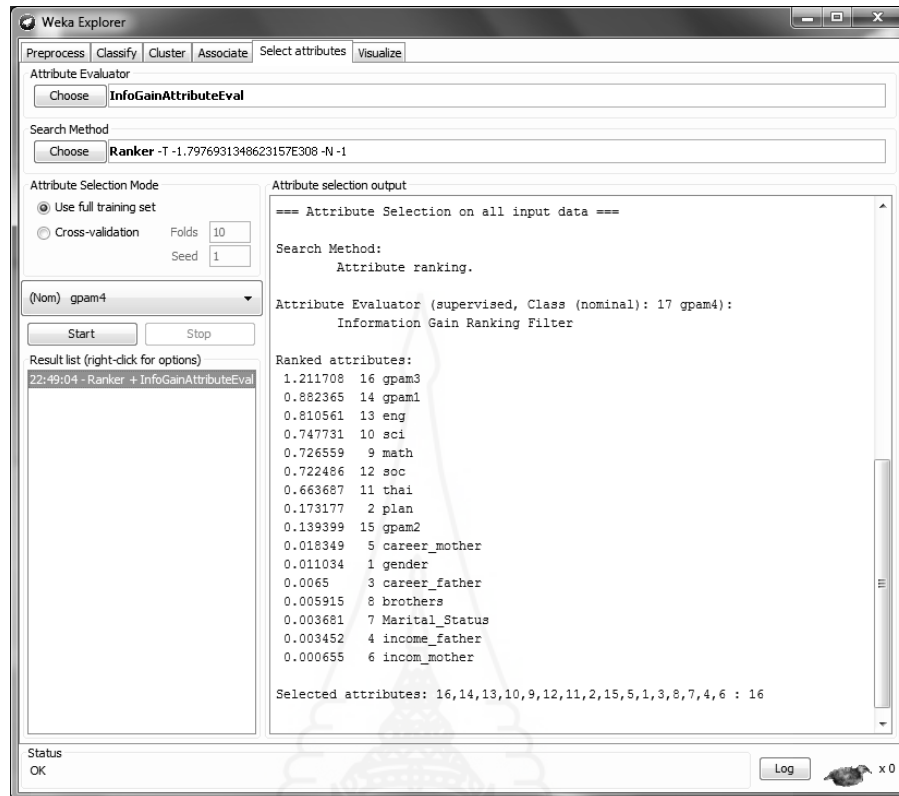 Weka Explorer
Preprocess Classify Cluster Associate Select attributes Visualize
Attribute Evaluator
Choose InfoGainAttributeEval
Search Method
Choose Ranker -T -1.7976931348623157E308 -N -1
Attribute Selection Mode
Use full training set
Cross-validation Folds 10
Seed 1
(Nom) gpam4
Start Stop
Result list (right-click for options)
22:49:04 - Ranker + InfoGainAttributeEval
Attribute selection output
=== Attribute Selection on all input data ===
Search Method:
Attribute ranking.
Attribute Evaluator (supervised, Class (nominal): 17 gpam4):
Information Gain Ranking Filter
Ranked attributes:
1.211708 16 gpam3
0.882365 14 gpam1
0.810561 13 eng
0.747731 10 sci
0.726559 9 math
0.722486 12 soc
0.663687 11 thai
0.173177 2 plan
0.139399 15 gpam2
0.018349 5 career_mother
0.011034 1 gender
0.0065 3 career_father
0.005915 8 brothers
0.003681 7 Marital_Status
0.003452 4 income_father
0.000655 6 incom_mother
Selected attributes: 16,14,13,10,9,12,11,2,15,5,1,3,8,7,4,6 : 16
Status
OK
Log x 0